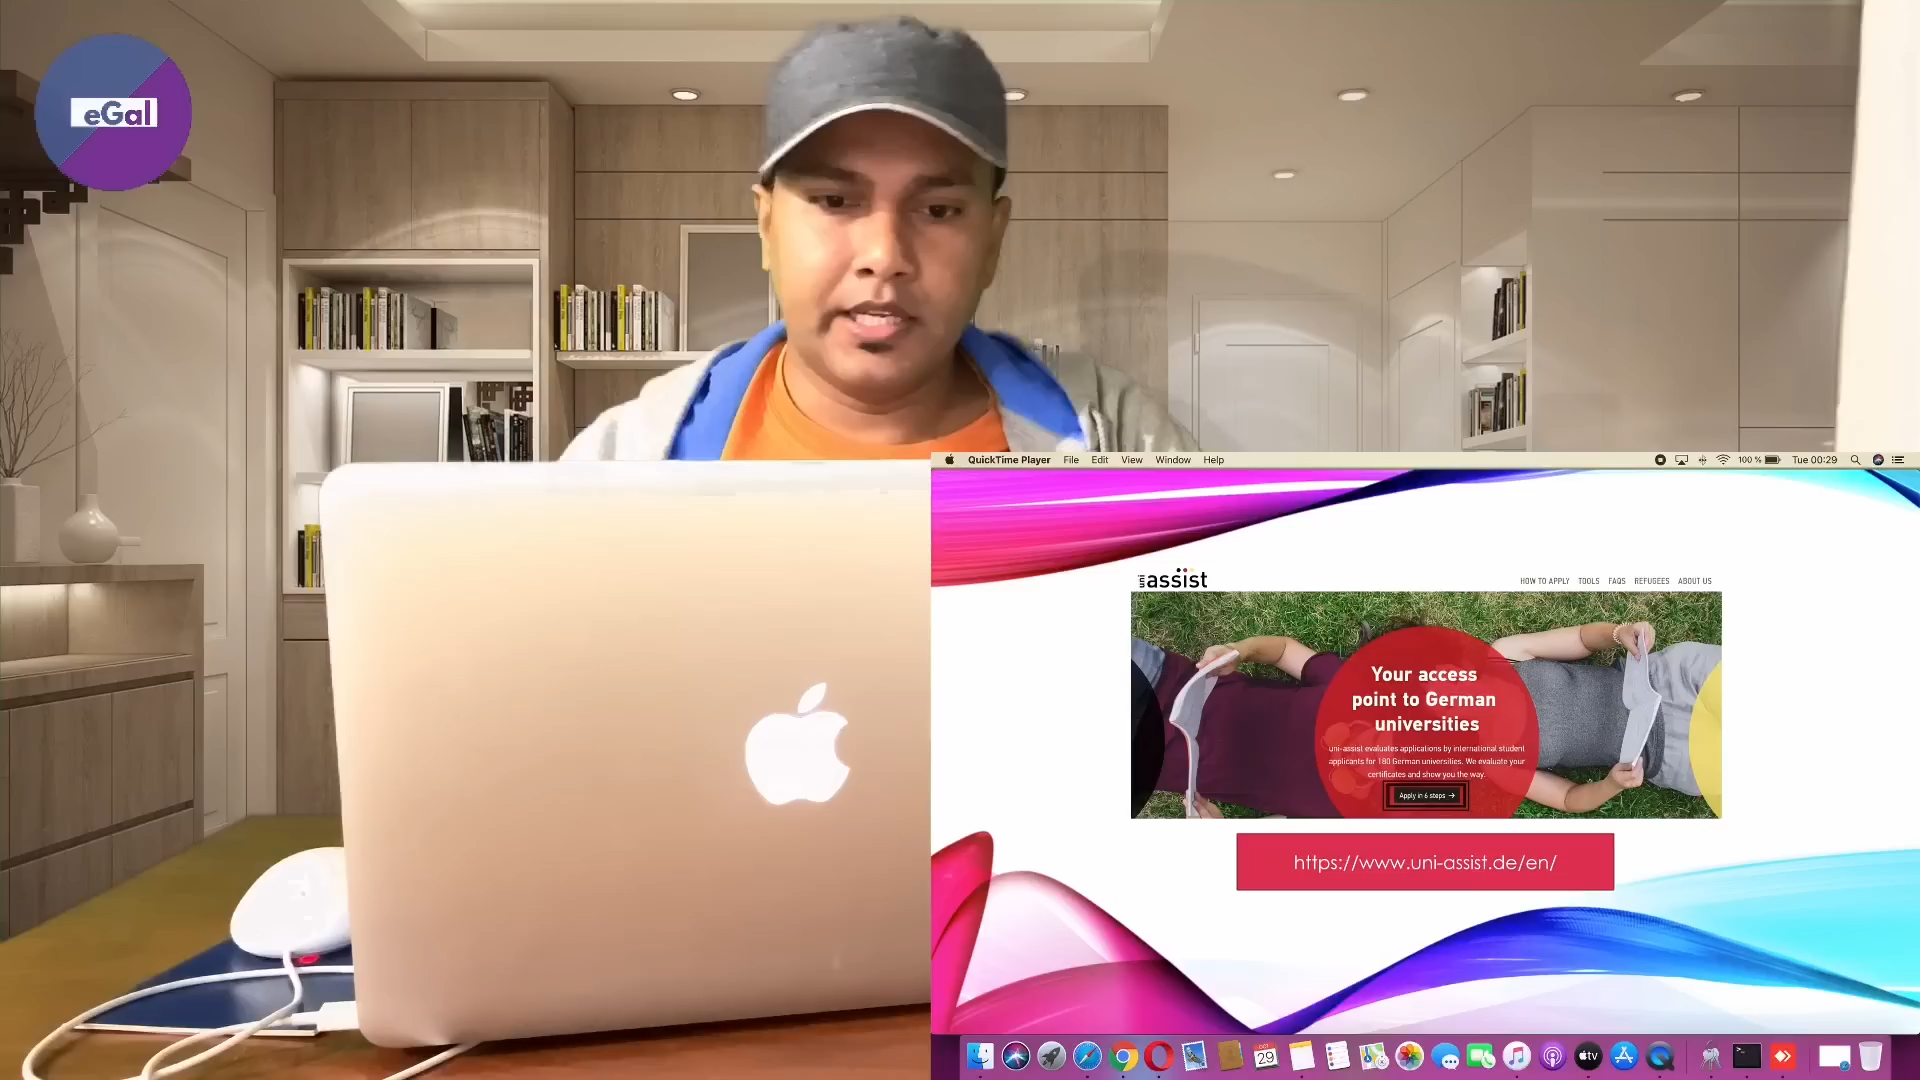 eGal
QuickTime Player File Edit View Window Help 100 % Tue 00:29
uni assist
HOW TO APPLY TOOLS FAQS REFUGEES ABOUT US
Your access
point to German
universities
uni-assist evaluates applications by international student
applicants for 180 German universities. We evaluate your
certificates and show you the way.
Apply in 6 steps →
https://www.uni-assist.de/en/
OCT
29
tv